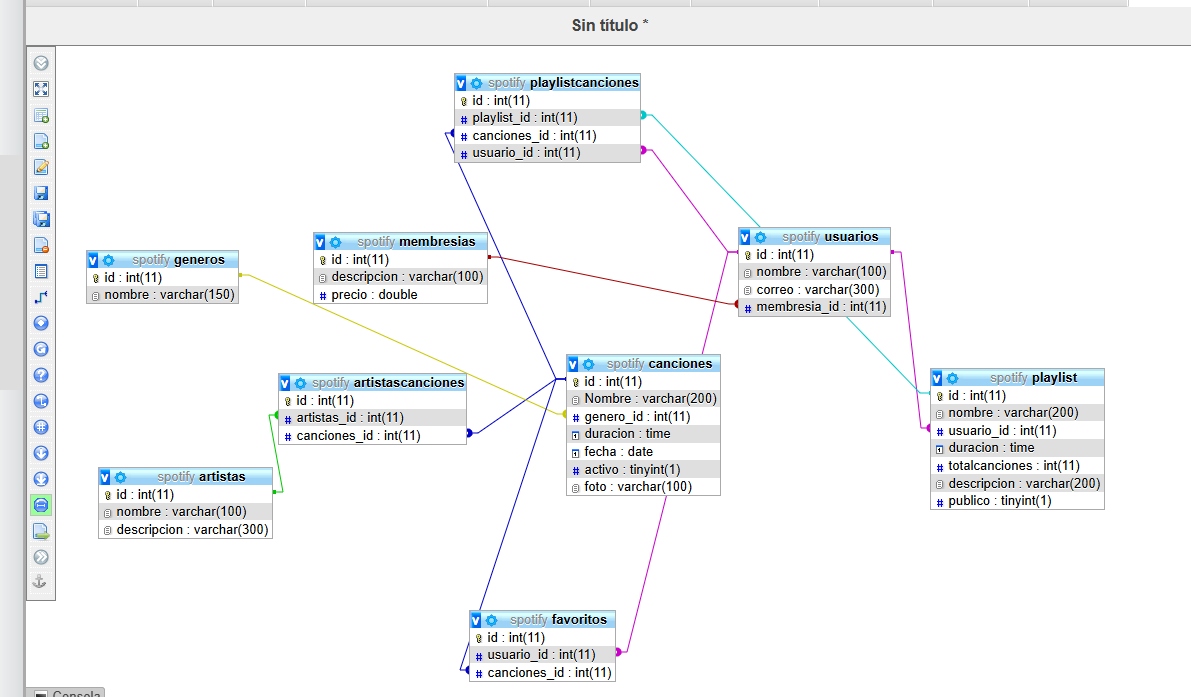 Sin título *
spotify playlistcanciones
id : int(11)
playlist_id : int(11)
canciones_id : int(11)
usuario_id : int(11)
spotify usuarios
id : int(11)
nombre : varchar(100)
correo : varchar(300)
membresia_id : int(11)
spotify membresias
id : int(11)
descripcion : varchar(100)
precio : double
spotify generos
id : int(11)
nombre : varchar(150)
spotify canciones
id : int(11)
Nombre : varchar(200)
genero_id : int(11)
duracion : time
fecha : date
activo : tinyint(1)
foto : varchar(100)
spotify playlist
id : int(11)
nombre : varchar(200)
usuario_id : int(11)
duracion : time
totalcanciones : int(11)
descripcion : varchar(200)
publico : tinyint(1)
spotify artistascanciones
id : int(11)
artistas_id : int(11)
canciones_id : int(11)
spotify artistas
id : int(11)
nombre : varchar(100)
descripcion : varchar(300)
spotify favoritos
id : int(11)
usuario_id : int(11)
canciones_id : int(11)
Consola